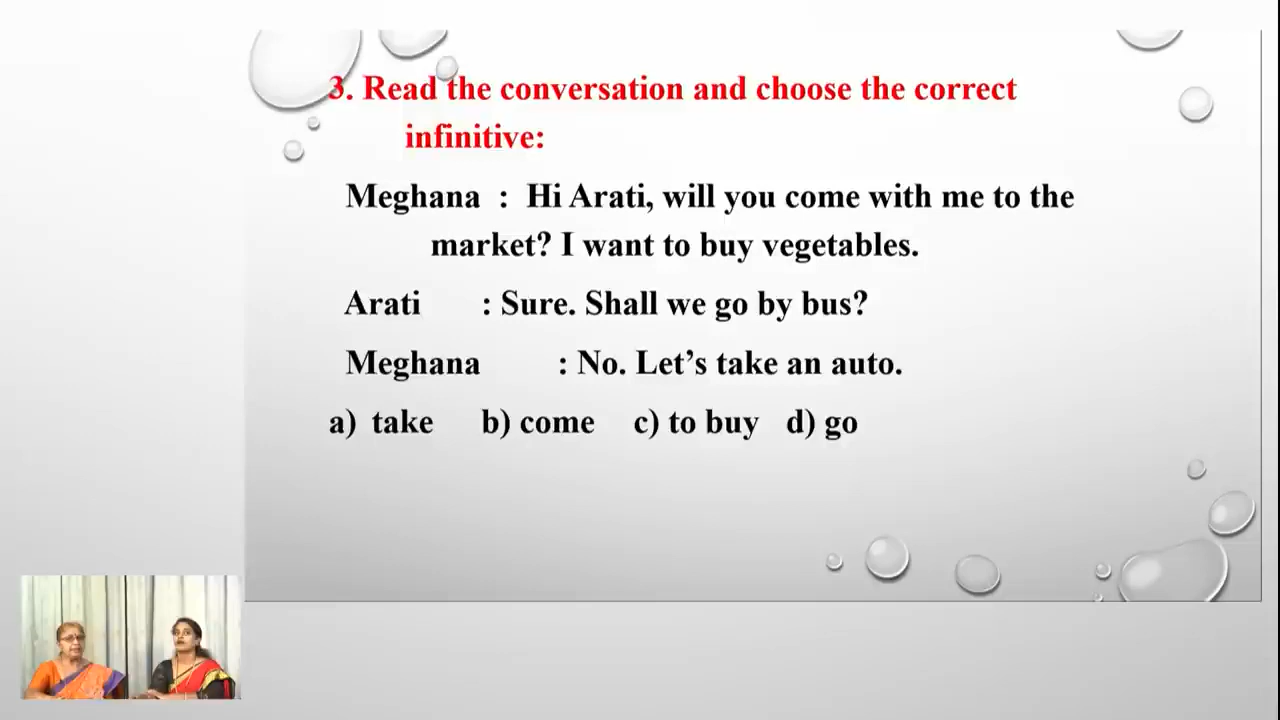 3. Read the conversation and choose the correct
infinitive:
Meghana : Hi Arati, will you come with me to the
market? I want to buy vegetables.
Arati : Sure. Shall we go by bus?
Meghana : No. Let’s take an auto.
a) take b) come c) to buy d) go